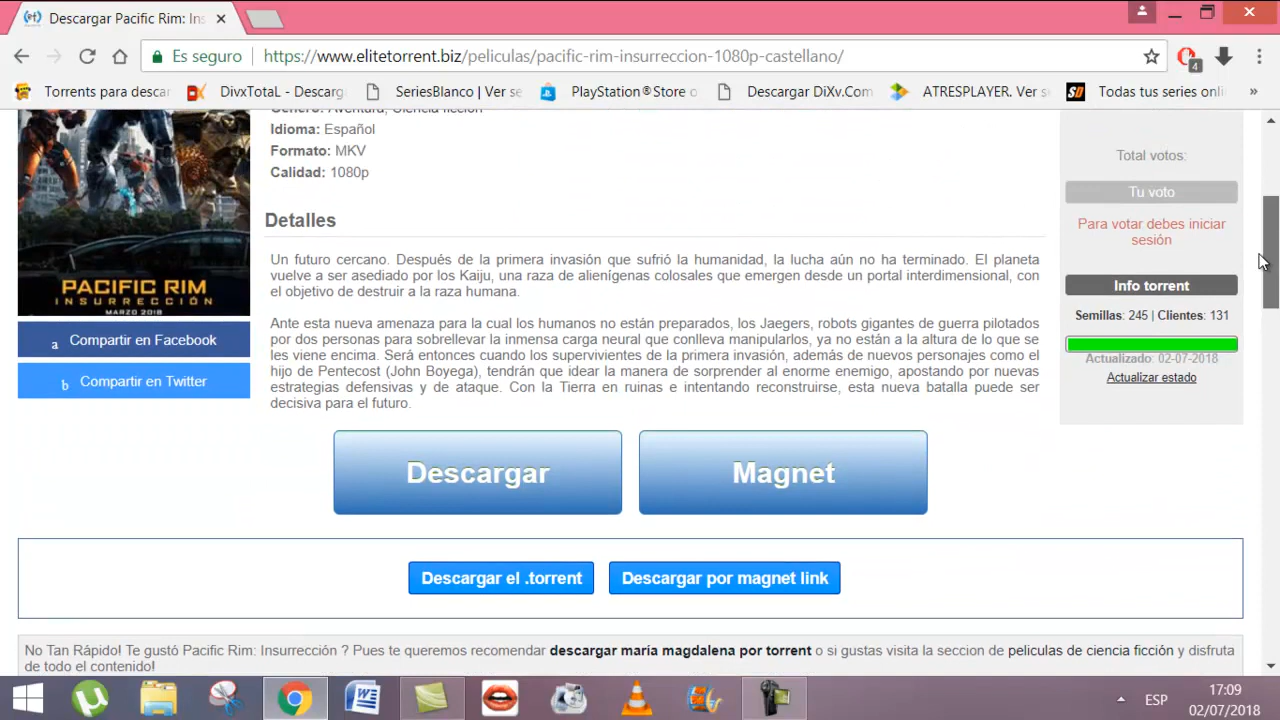 Descargar Pacific Rim: Ins
Es seguro
https://www.elitetorrent.biz/peliculas/pacific-rim-insurreccion-1080p-castellano/
4
Torrents para descar
DivxTotaL - Descarg
SeriesBlanco | Ver se
PlayStation®Store o
Descargar DiXv.Com
ATRESPLAYER. Ver s
Todas tus series onli
»
Género: Aventura, Ciencia ficción
Idioma: Español
Formato: MKV
Calidad: 1080p
PACIFIC RIM
INSURRECCIÓN
MARZO 2018
Compartir en Facebook
Compartir en Twitter
Detalles
Un futuro cercano. Después de la primera invasión que sufrió la humanidad, la lucha aún no ha terminado. El planeta
vuelve a ser asediado por los Kaiju, una raza de alienígenas colosales que emergen desde un portal interdimensional, con
el objetivo de destruir a la raza humana.
Ante esta nueva amenaza para la cual los humanos no están preparados, los Jaegers, robots gigantes de guerra pilotados
por dos personas para sobrellevar la inmensa carga neural que conlleva manipularlos, ya no están a la altura de lo que se
les viene encima. Será entonces cuando los supervivientes de la primera invasión, además de nuevos personajes como el
hijo de Pentecost (John Boyega), tendrán que idear la manera de sorprender al enorme enemigo, apostando por nuevas
estrategias defensivas y de ataque. Con la Tierra en ruinas e intentando reconstruirse, esta nueva batalla puede ser
decisiva para el futuro.
Total votos:
Tu voto
Para votar debes iniciar
sesión
Info torrent
Semillas: 245 | Clientes: 131
Actualizado: 02-07-2018
Actualizar estado
Descargar
Magnet
Descargar el .torrent
Descargar por magnet link
No Tan Rápido! Te gustó Pacific Rim: Insurrección ? Pues te queremos recomendar descargar maría magdalena por torrent o si gustas visita la seccion de peliculas de ciencia ficción y disfruta
de todo el contenido!
ESP
17:09
02/07/2018